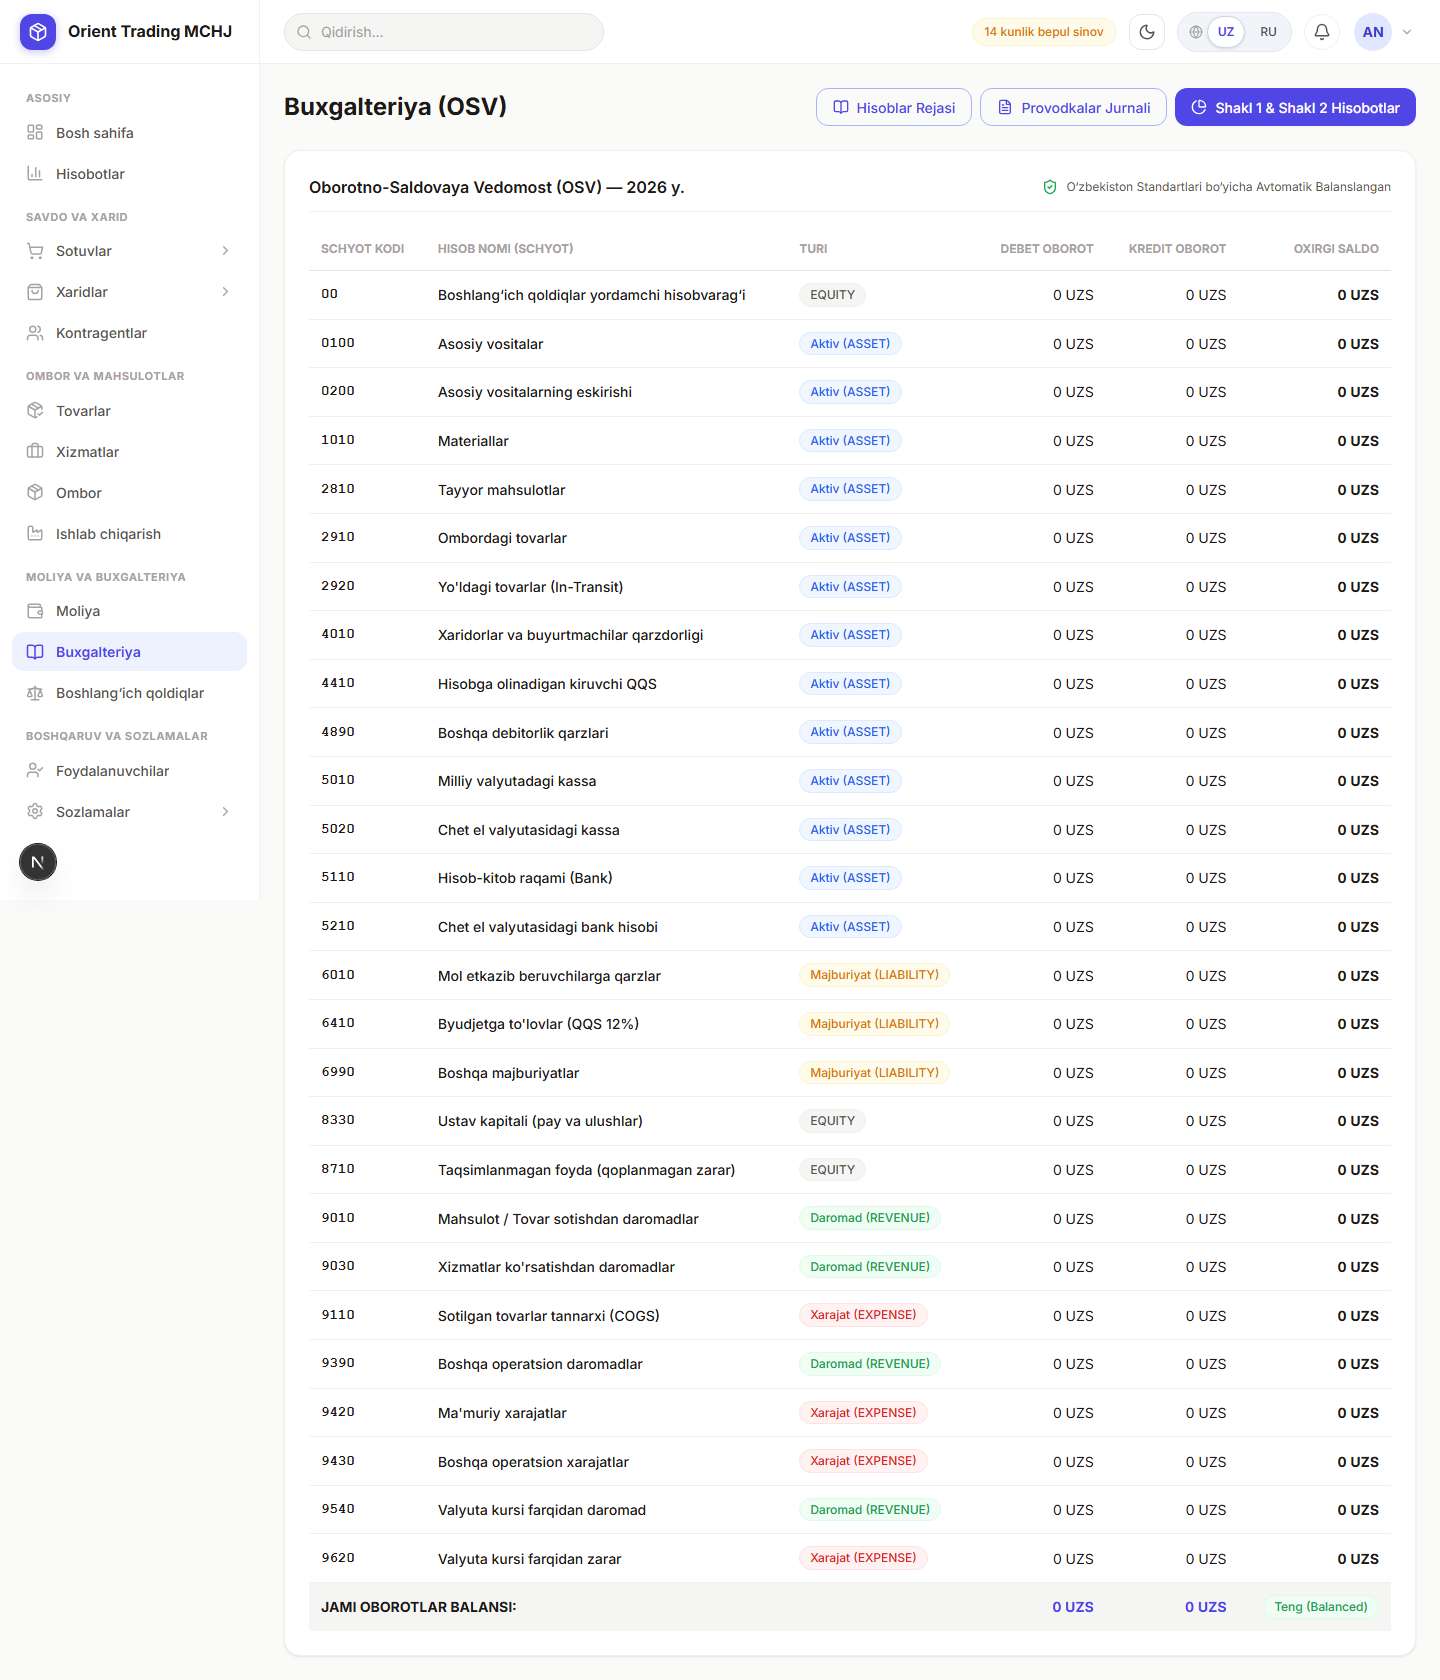 Orient Trading MCHJ
Qidirish...
14 kunlik bepul sinov
UZ
RU
AN
ASOSIY
Bosh sahifa
Hisobotlar
SAVDO VA XARID
Sotuvlar
Xaridlar
Kontragentlar
OMBOR VA MAHSULOTLAR
Tovarlar
Xizmatlar
Ombor
Ishlab chiqarish
MOLIYA VA BUXGALTERIYA
Moliya
Buxgalteriya
Boshlang‘ich qoldiqlar
BOSHQARUV VA SOZLAMALAR
Foydalanuvchilar
Sozlamalar
N
Buxgalteriya (OSV)
Hisoblar Rejasi
Provodkalar Jurnali
Shakl 1 & Shakl 2 Hisobotlar
Oborotno-Saldovaya Vedomost (OSV) — 2026 y.
O‘zbekiston Standartlari bo‘yicha Avtomatik Balanslangan
SCHYOT KODI HISOB NOMI (SCHYOT) TURI DEBET OBOROT KREDIT OBOROT OXIRGI SALDO
00 Boshlang‘ich qoldiqlar yordamchi hisobvarag‘i EQUITY 0 UZS 0 UZS 0 UZS
0100 Asosiy vositalar Aktiv (ASSET) 0 UZS 0 UZS 0 UZS
0200 Asosiy vositalarning eskirishi Aktiv (ASSET) 0 UZS 0 UZS 0 UZS
1010 Materiallar Aktiv (ASSET) 0 UZS 0 UZS 0 UZS
2810 Tayyor mahsulotlar Aktiv (ASSET) 0 UZS 0 UZS 0 UZS
2910 Ombordagi tovarlar Aktiv (ASSET) 0 UZS 0 UZS 0 UZS
2920 Yo'ldagi tovarlar (In-Transit) Aktiv (ASSET) 0 UZS 0 UZS 0 UZS
4010 Xaridorlar va buyurtmachilar qarzdorligi Aktiv (ASSET) 0 UZS 0 UZS 0 UZS
4410 Hisobga olinadigan kiruvchi QQS Aktiv (ASSET) 0 UZS 0 UZS 0 UZS
4890 Boshqa debitorlik qarzlari Aktiv (ASSET) 0 UZS 0 UZS 0 UZS
5010 Milliy valyutadagi kassa Aktiv (ASSET) 0 UZS 0 UZS 0 UZS
5020 Chet el valyutasidagi kassa Aktiv (ASSET) 0 UZS 0 UZS 0 UZS
5110 Hisob-kitob raqami (Bank) Aktiv (ASSET) 0 UZS 0 UZS 0 UZS
5210 Chet el valyutasidagi bank hisobi Aktiv (ASSET) 0 UZS 0 UZS 0 UZS
6010 Mol etkazib beruvchilarga qarzlar Majburiyat (LIABILITY) 0 UZS 0 UZS 0 UZS
6410 Byudjetga to'lovlar (QQS 12%) Majburiyat (LIABILITY) 0 UZS 0 UZS 0 UZS
6990 Boshqa majburiyatlar Majburiyat (LIABILITY) 0 UZS 0 UZS 0 UZS
8330 Ustav kapitali (pay va ulushlar) EQUITY 0 UZS 0 UZS 0 UZS
8710 Taqsimlanmagan foyda (qoplanmagan zarar) EQUITY 0 UZS 0 UZS 0 UZS
9010 Mahsulot / Tovar sotishdan daromadlar Daromad (REVENUE) 0 UZS 0 UZS 0 UZS
9030 Xizmatlar ko'rsatishdan daromadlar Daromad (REVENUE) 0 UZS 0 UZS 0 UZS
9110 Sotilgan tovarlar tannarxi (COGS) Xarajat (EXPENSE) 0 UZS 0 UZS 0 UZS
9390 Boshqa operatsion daromadlar Daromad (REVENUE) 0 UZS 0 UZS 0 UZS
9420 Ma'muriy xarajatlar Xarajat (EXPENSE) 0 UZS 0 UZS 0 UZS
9430 Boshqa operatsion xarajatlar Xarajat (EXPENSE) 0 UZS 0 UZS 0 UZS
9540 Valyuta kursi farqidan daromad Daromad (REVENUE) 0 UZS 0 UZS 0 UZS
9620 Valyuta kursi farqidan zarar Xarajat (EXPENSE) 0 UZS 0 UZS 0 UZS
JAMI OBOROTLAR BALANSI: 0 UZS 0 UZS Teng (Balanced)